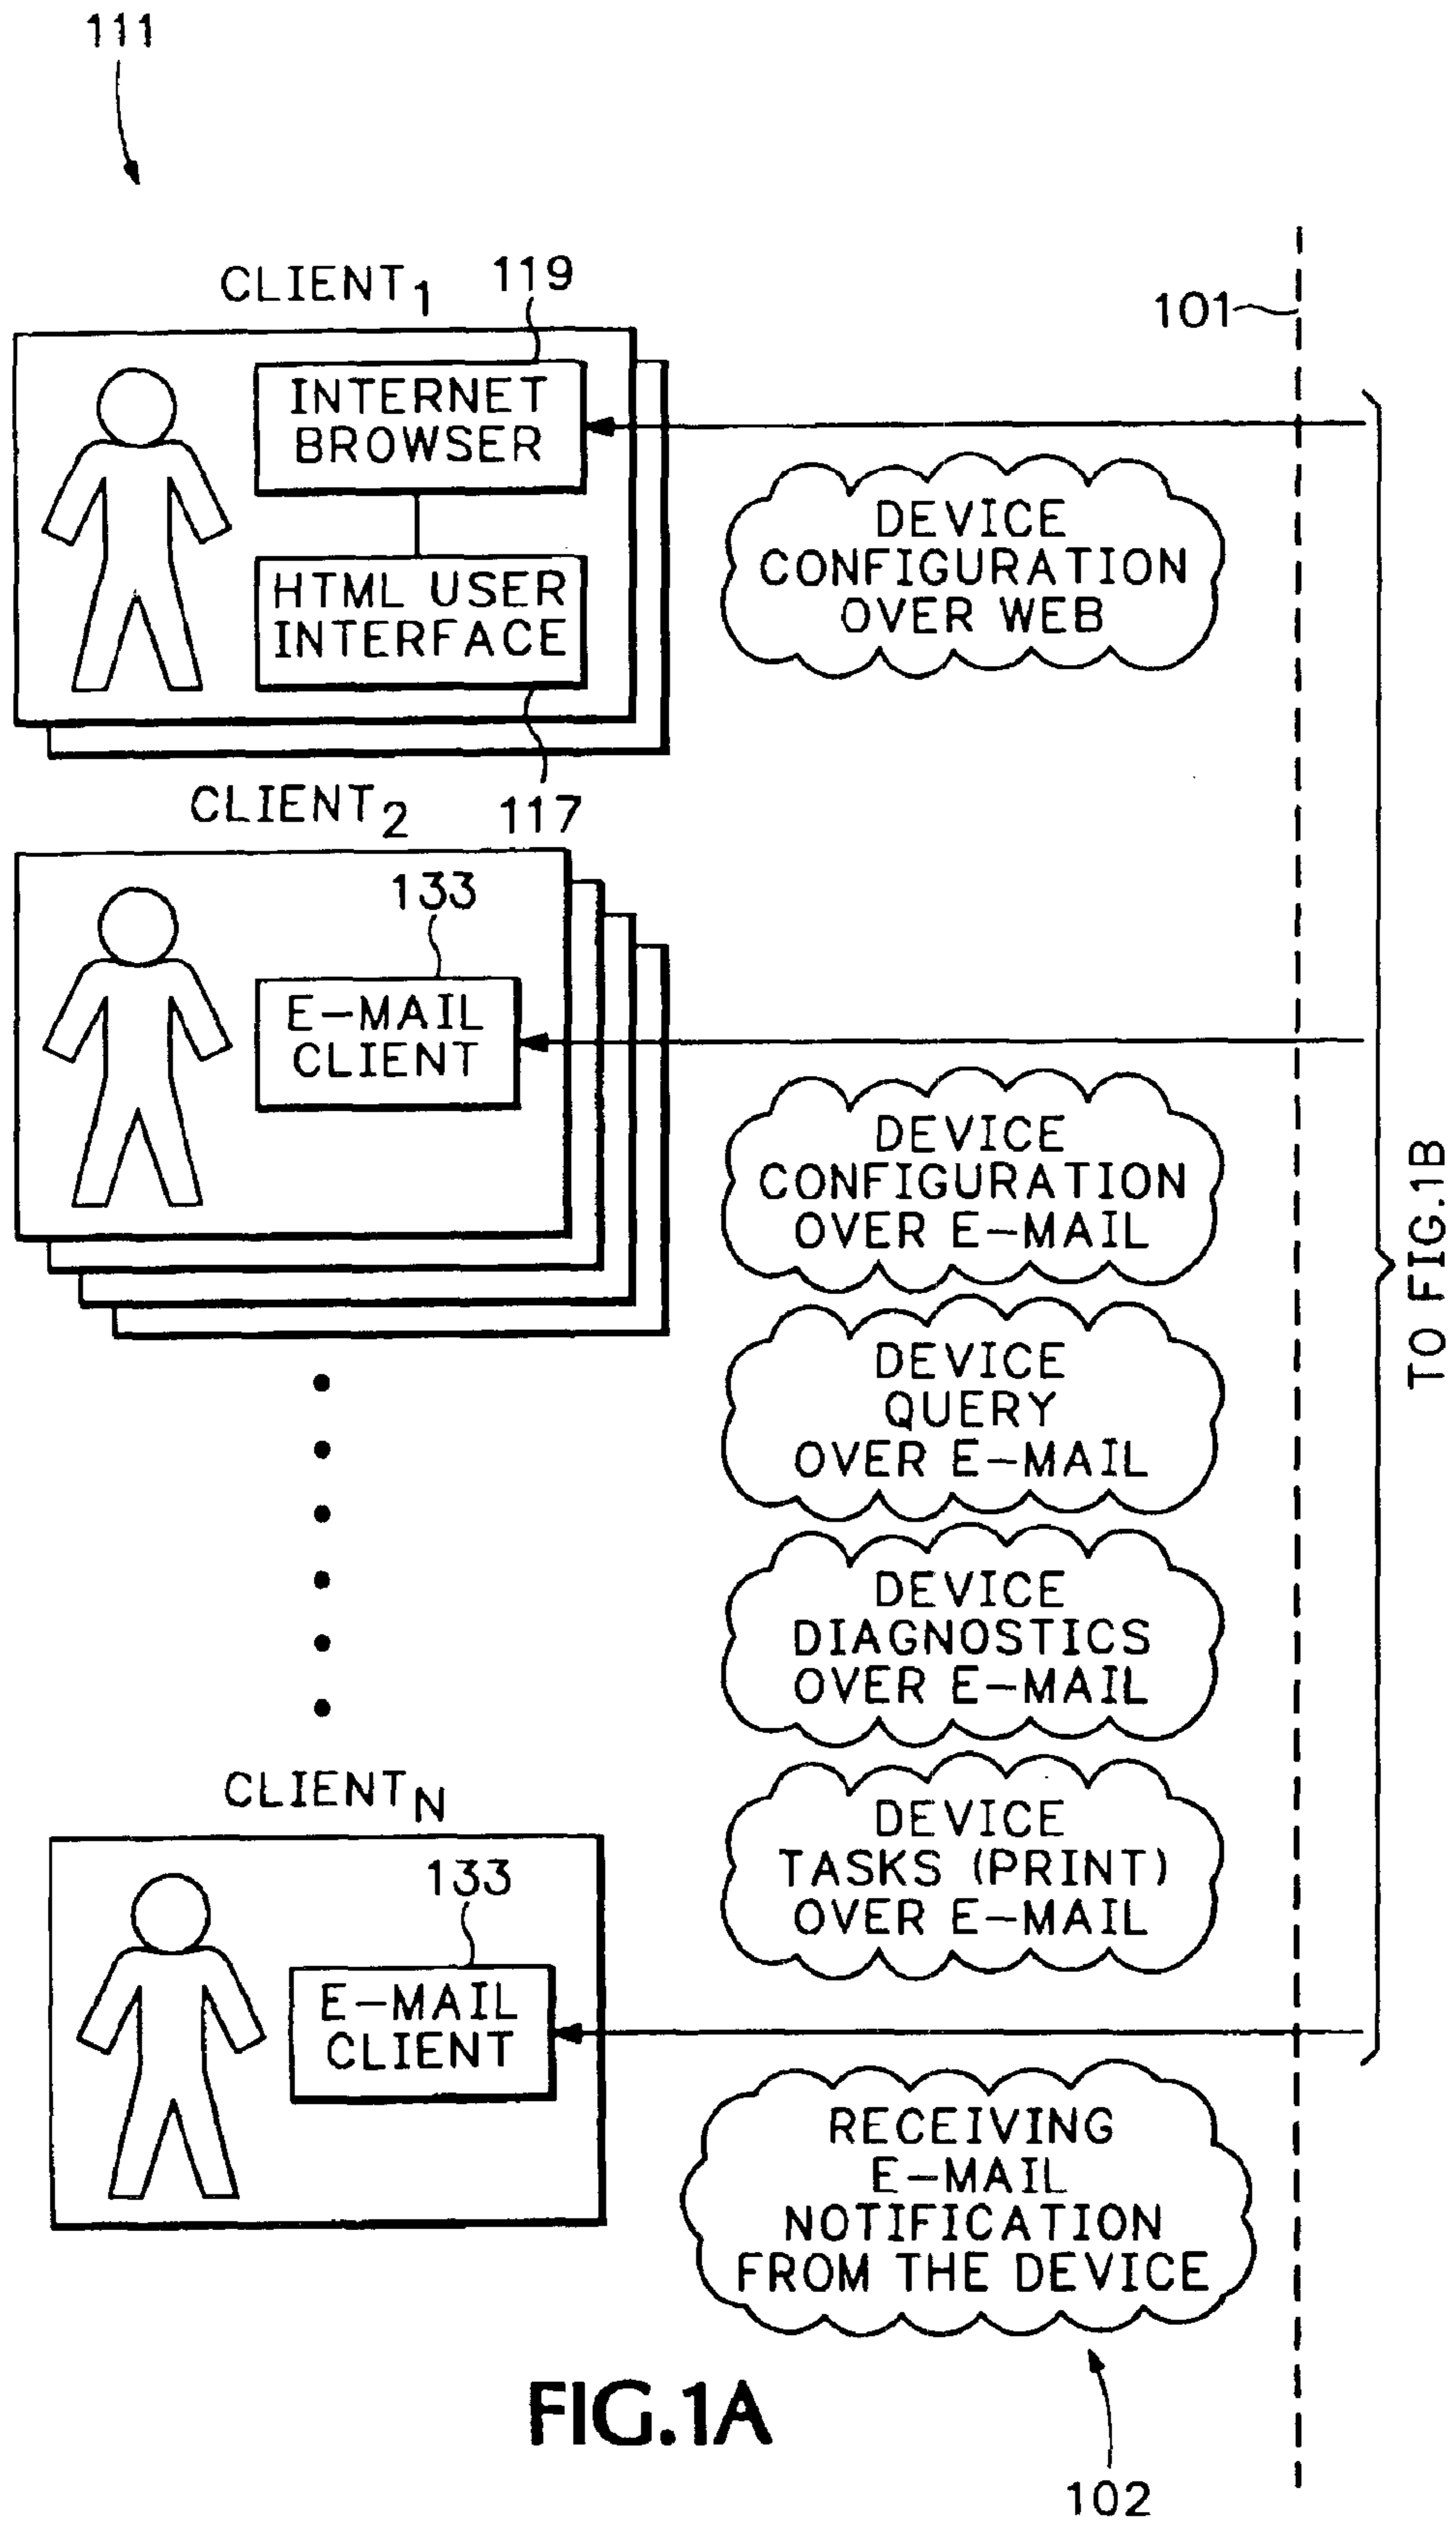 111
CLIENT1
119
101
INTERNET
BROWSER
DEVICE
CONFIGURATION
OVER WEB
HTML USER
INTERFACE
117
CLIENT2
133
E-MAIL
CLIENT
DEVICE
CONFIGURATION
OVER E-MAIL
TO FIG.1B
DEVICE
QUERY
OVER E-MAIL
DEVICE
DIAGNOSTICS
OVER E-MAIL
CLIENTN
DEVICE
TASKS (PRINT)
OVER E-MAIL
133
E-MAIL
CLIENT
RECEIVING
E-MAIL
NOTIFICATION
FROM THE DEVICE
FIG.1A
102